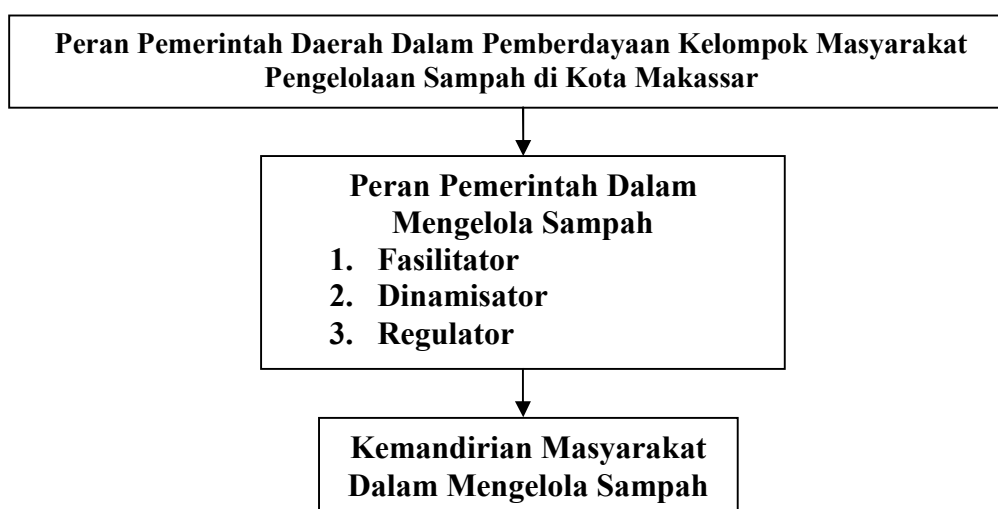 Peran Pemerintah Daerah Dalam Pemberdayaan Kelompok Masyarakat
Pengelolaan Sampah di Kota Makassar
Peran Pemerintah Dalam
Mengelola Sampah
1. Fasilitator
2. Dinamisator
3. Regulator
Kemandirian Masyarakat
Dalam Mengelola Sampah